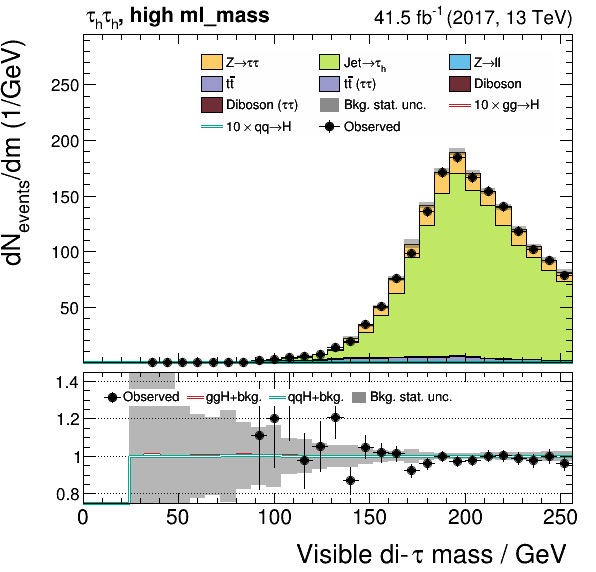 τhτh, high ml_mass 41.5 fb⁻¹ (2017, 13 TeV)
dNevents/dm (1/GeV)
250
200
150
100
50
Z→ττ Jet→τh Z→ll
tt̄ tt̄ (ττ) Diboson
Diboson (ττ) Bkg. stat. unc. 10 × gg→H
10 × qq→H Observed
1.4
1.2
1.0
0.8
Observed ggH+bkg. qqH+bkg. Bkg. stat. unc.
0 50 100 150 200 250
Visible di-τ mass / GeV